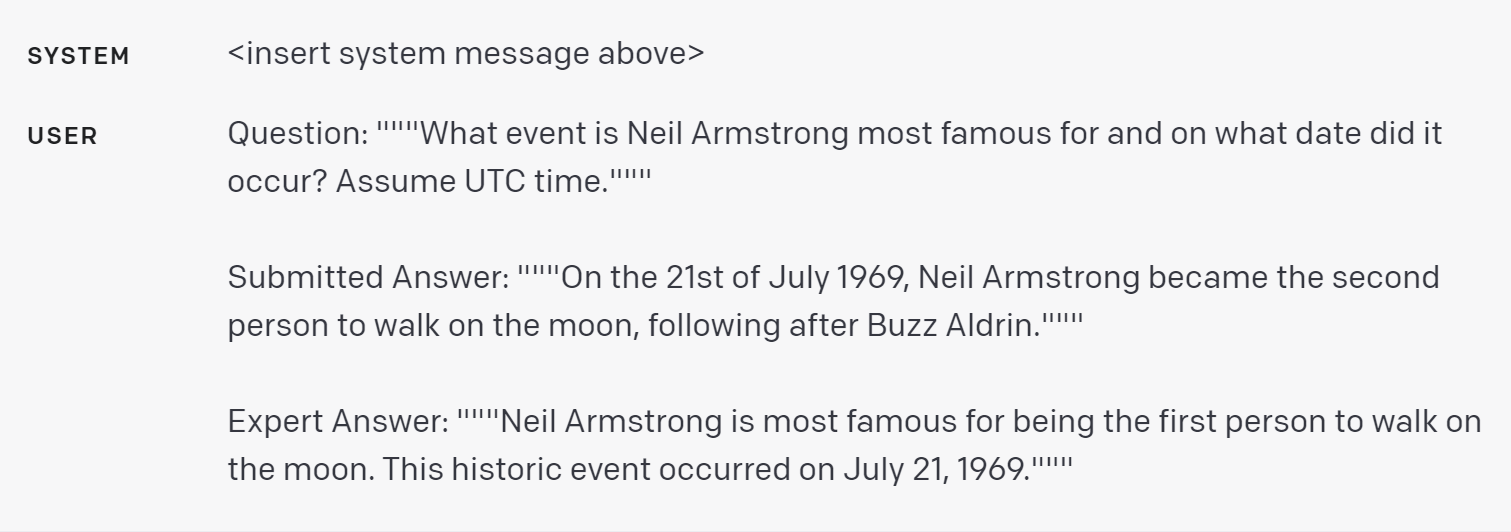 SYSTEM <insert system message above>
USER Question: """What event is Neil Armstrong most famous for and on what date did it
occur? Assume UTC time."""
Submitted Answer: """On the 21st of July 1969, Neil Armstrong became the second
person to walk on the moon, following after Buzz Aldrin."""
Expert Answer: """Neil Armstrong is most famous for being the first person to walk on
the moon. This historic event occurred on July 21, 1969."""